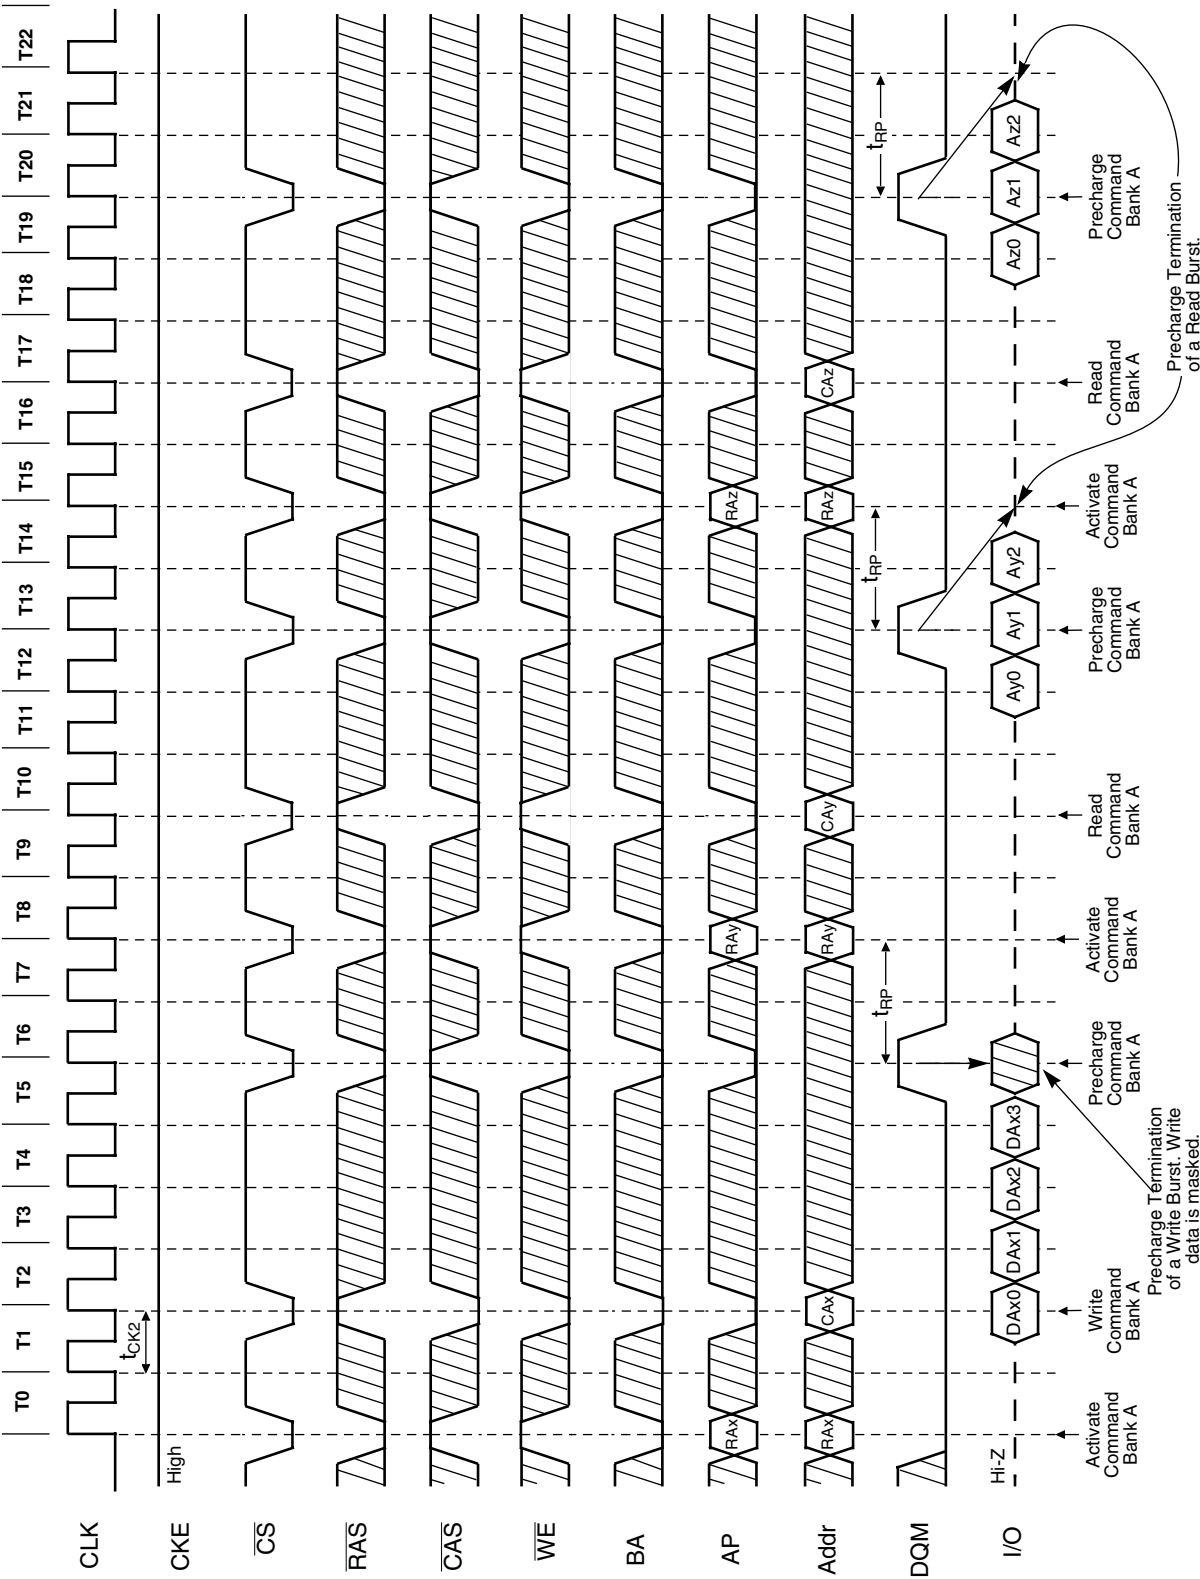 T0 T1 T2 T3 T4 T5 T6 T7 T8 T9 T10 T11 T12 T13 T14 T15 T16 T17 T18 T19 T20 T21 T22
CLK
tCK2
CKE
High
CS
RAS
CAS
WE
BA
AP
RAx RAy RAz
Addr
RAx CAx RAy CAy RAz CAz
tRP tRP tRP
DQM
I/O
Hi-Z
DAx0 DAx1 DAx2 DAx3 Ay0 Ay1 Ay2 Az0 Az1 Az2
Activate
Command
Bank A
Write
Command
Bank A
Precharge
Command
Bank A
Activate
Command
Bank A
Read
Command
Bank A
Precharge
Command
Bank A
Activate
Command
Bank A
Read
Command
Bank A
Precharge
Command
Bank A
Precharge Termination
of a Write Burst. Write
data is masked.
Precharge Termination
of a Read Burst.